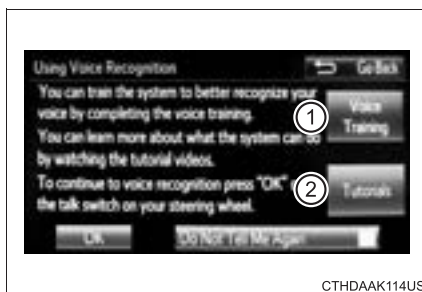 Using Voice Recognition
Go Back
You can train the system to better recognize your
voice by completing the voice training.
You can learn more about what the system can do
by watching the tutorial videos.
To continue to voice recognition press "OK"
the talk switch on your steering wheel.
1
Voice
Training
2
Tutorials
OK
Do Not Tell Me Again
CTHDAAK114US